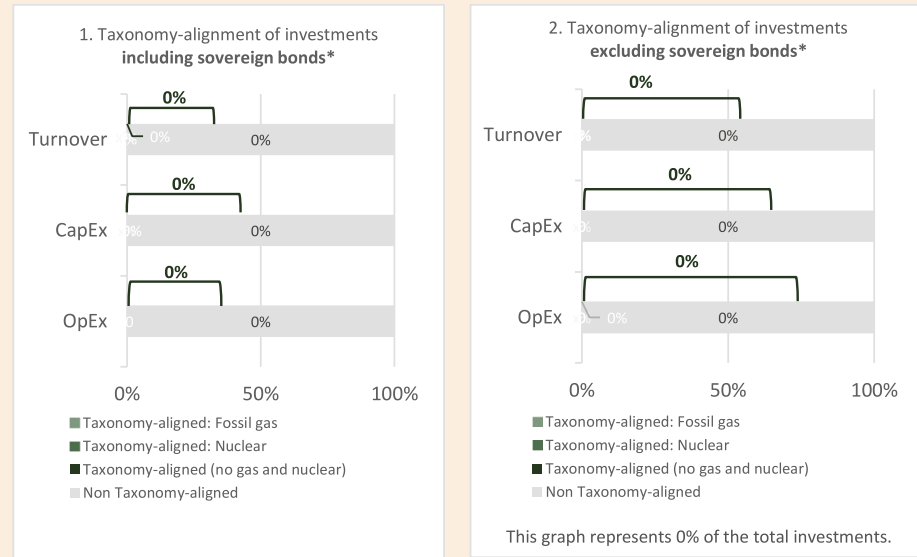 1. Taxonomy-alignment of investments
including sovereign bonds*
0%
Turnover
0%
0%
0%
CapEx
0%
0%
0%
OpEx
0
0%
0% 50% 100%
Taxonomy-aligned: Fossil gas
Taxonomy-aligned: Nuclear
Taxonomy-aligned (no gas and nuclear)
Non Taxonomy-aligned
2. Taxonomy-alignment of investments
excluding sovereign bonds*
0%
Turnover
0%
0%
CapEx
0%
0%
OpEx
0%
0%
0% 50% 100%
Taxonomy-aligned: Fossil gas
Taxonomy-aligned: Nuclear
Taxonomy-aligned (no gas and nuclear)
Non Taxonomy-aligned
This graph represents 0% of the total investments.